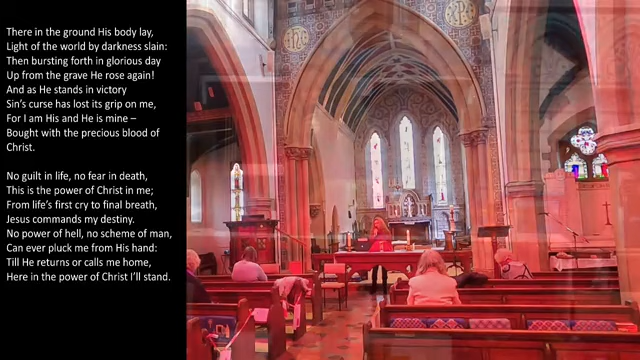 There in the ground His body lay,
Light of the world by darkness slain:
Then bursting forth in glorious day
Up from the grave He rose again!
And as He stands in victory
Sin's curse has lost its grip on me,
For I am His and He is mine –
Bought with the precious blood of
Christ.
No guilt in life, no fear in death,
This is the power of Christ in me;
From life's first cry to final breath,
Jesus commands my destiny.
No power of hell, no scheme of man,
Can ever pluck me from His hand:
Till He returns or calls me home,
Here in the power of Christ I'll stand.